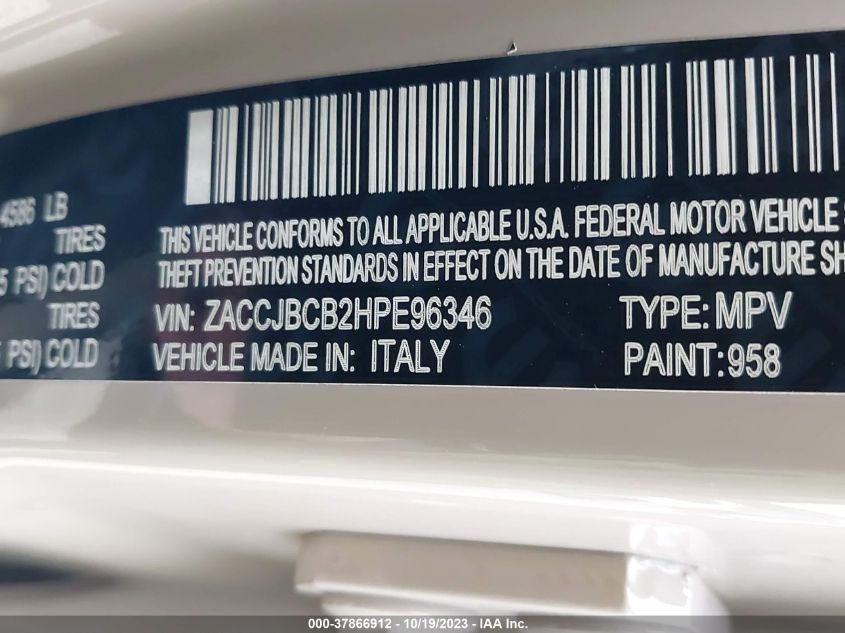 4586 LB
TIRES
5 PSI) COLD
TIRES
PSI) COLD
THIS VEHICLE CONFORMS TO ALL APPLICABLE U.S.A. FEDERAL MOTOR VEHICLE
THEFT PREVENTION STANDARDS IN EFFECT ON THE DATE OF MANUFACTURE SH
VIN: ZACCJBCB2HPE96346 TYPE: MPV
VEHICLE MADE IN: ITALY PAINT: 958
000-37866912 / 10/19/2023 - IAA Inc.